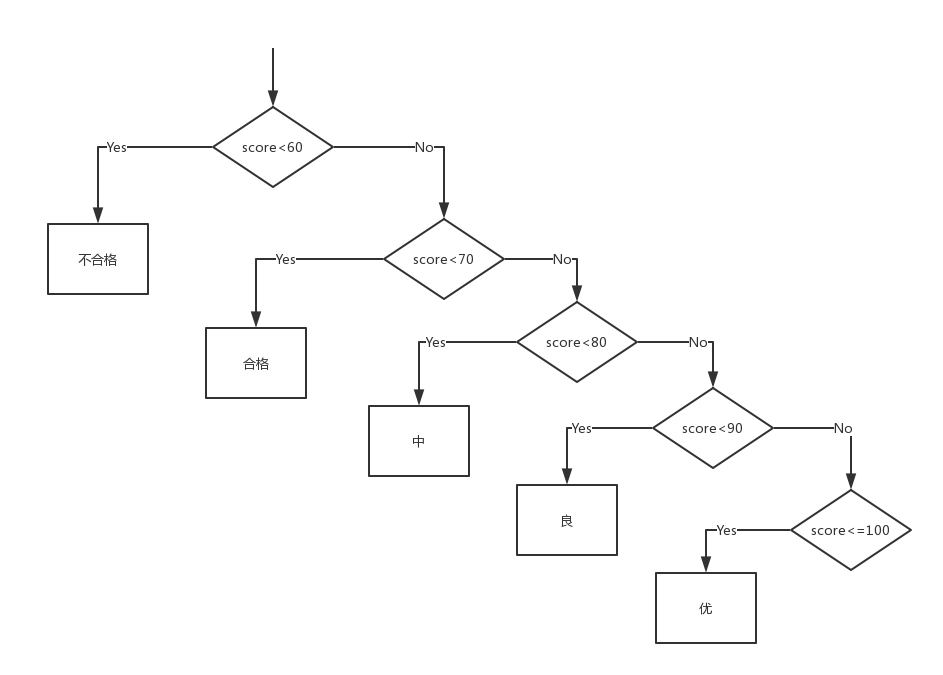 score<60
Yes
No
不合格
score<70
Yes
No
合格
score<80
Yes
No
中
score<90
Yes
No
良
score<=100
Yes
优